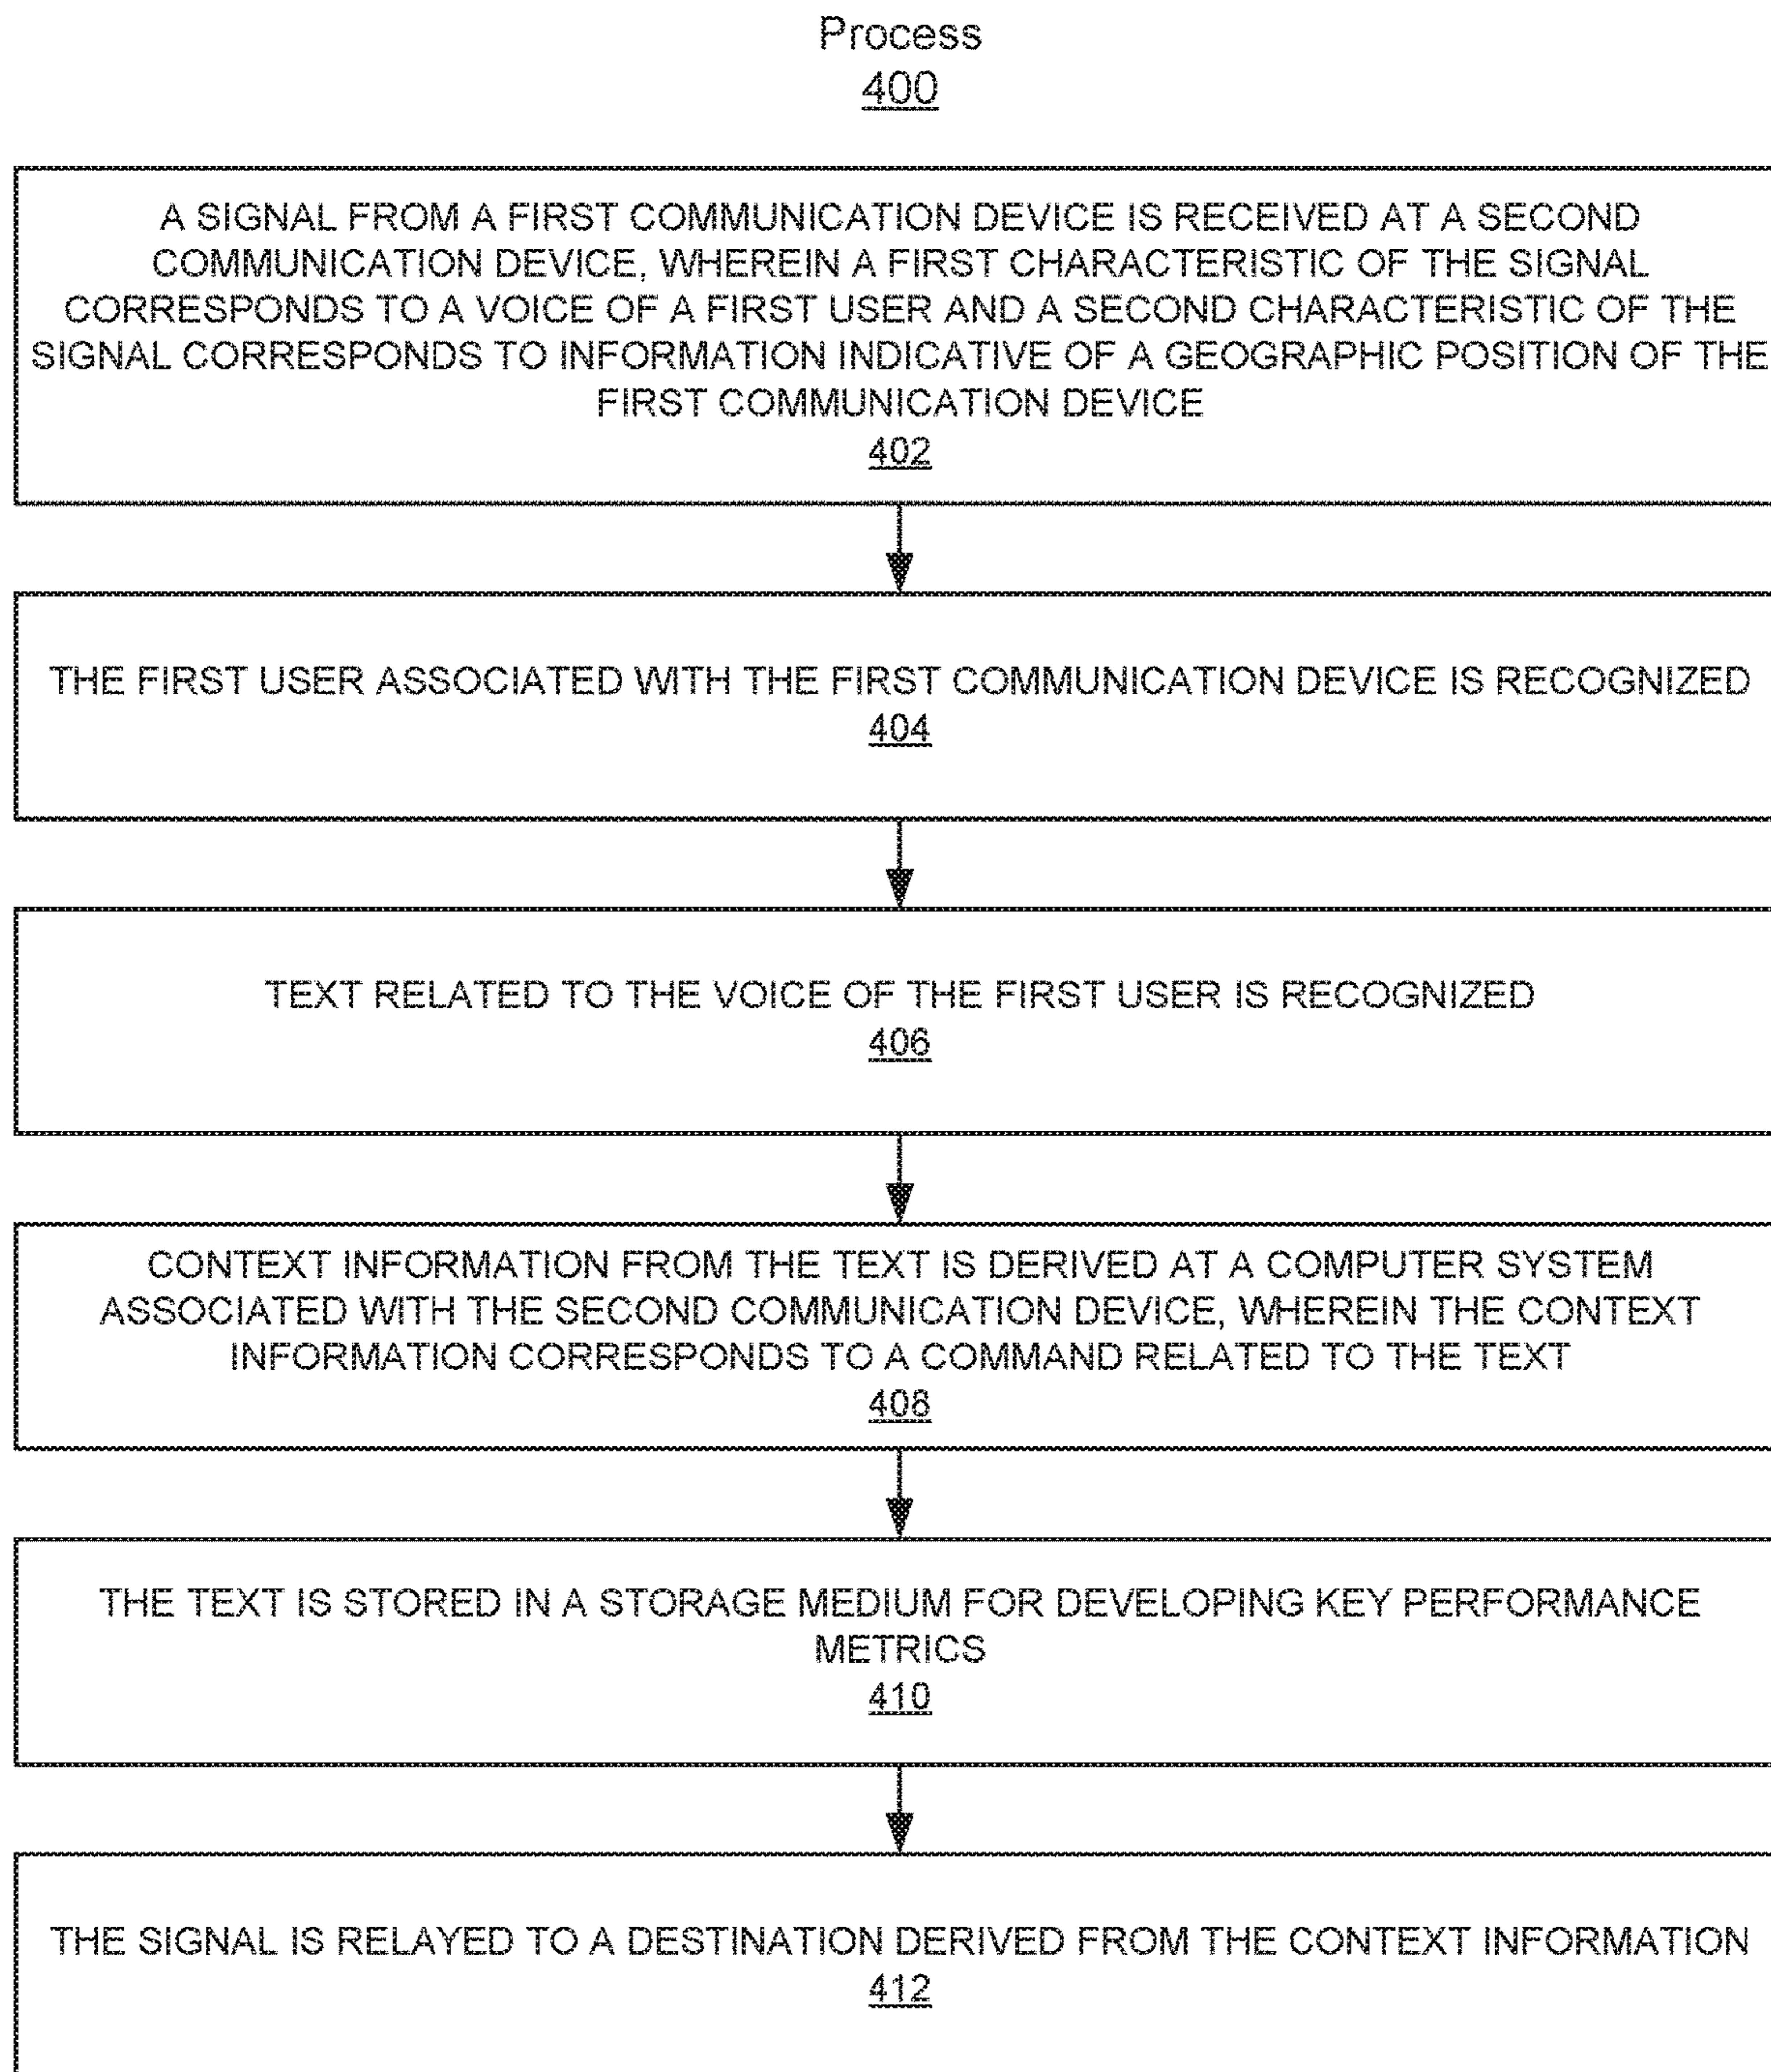 Process
400
A SIGNAL FROM A FIRST COMMUNICATION DEVICE IS RECEIVED AT A SECOND
COMMUNICATION DEVICE, WHEREIN A FIRST CHARACTERISTIC OF THE SIGNAL
CORRESPONDS TO A VOICE OF A FIRST USER AND A SECOND CHARACTERISTIC OF THE
SIGNAL CORRESPONDS TO INFORMATION INDICATIVE OF A GEOGRAPHIC POSITION OF THE
FIRST COMMUNICATION DEVICE
402
THE FIRST USER ASSOCIATED WITH THE FIRST COMMUNICATION DEVICE IS RECOGNIZED
404
TEXT RELATED TO THE VOICE OF THE FIRST USER IS RECOGNIZED
406
CONTEXT INFORMATION FROM THE TEXT IS DERIVED AT A COMPUTER SYSTEM
ASSOCIATED WITH THE SECOND COMMUNICATION DEVICE, WHEREIN THE CONTEXT
INFORMATION CORRESPONDS TO A COMMAND RELATED TO THE TEXT
408
THE TEXT IS STORED IN A STORAGE MEDIUM FOR DEVELOPING KEY PERFORMANCE
METRICS
410
THE SIGNAL IS RELAYED TO A DESTINATION DERIVED FROM THE CONTEXT INFORMATION
412